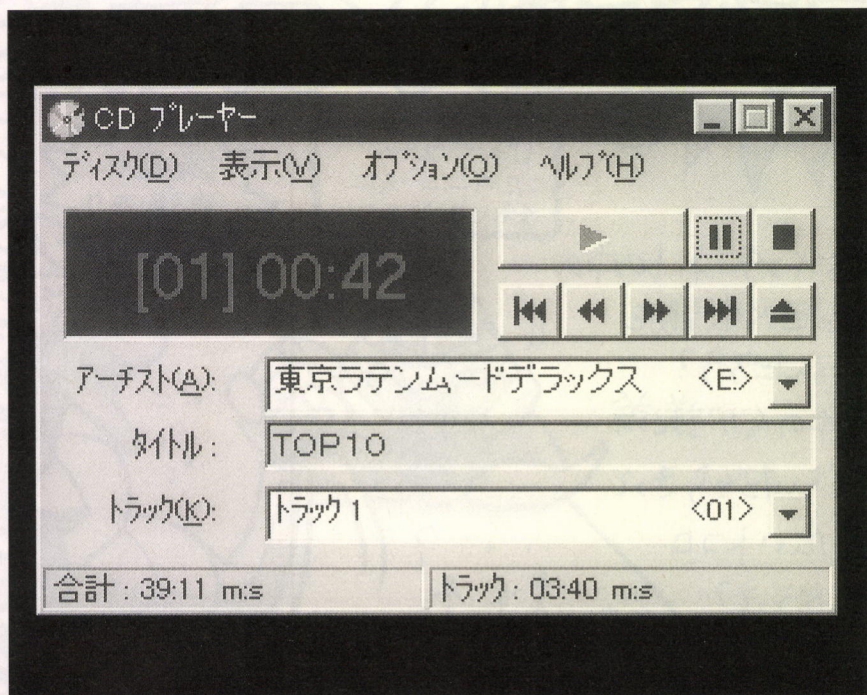 CD プレーヤー
ディスク(D) 表示(V) オプション(O) ヘルプ(H)
[01] 00:42
アーチスト(A): 東京ラテンムードデラックス <E:>
タイトル : TOP10
トラック(K): トラック 1 <01>
合計 : 39:11 m:s トラック : 03:40 m:s